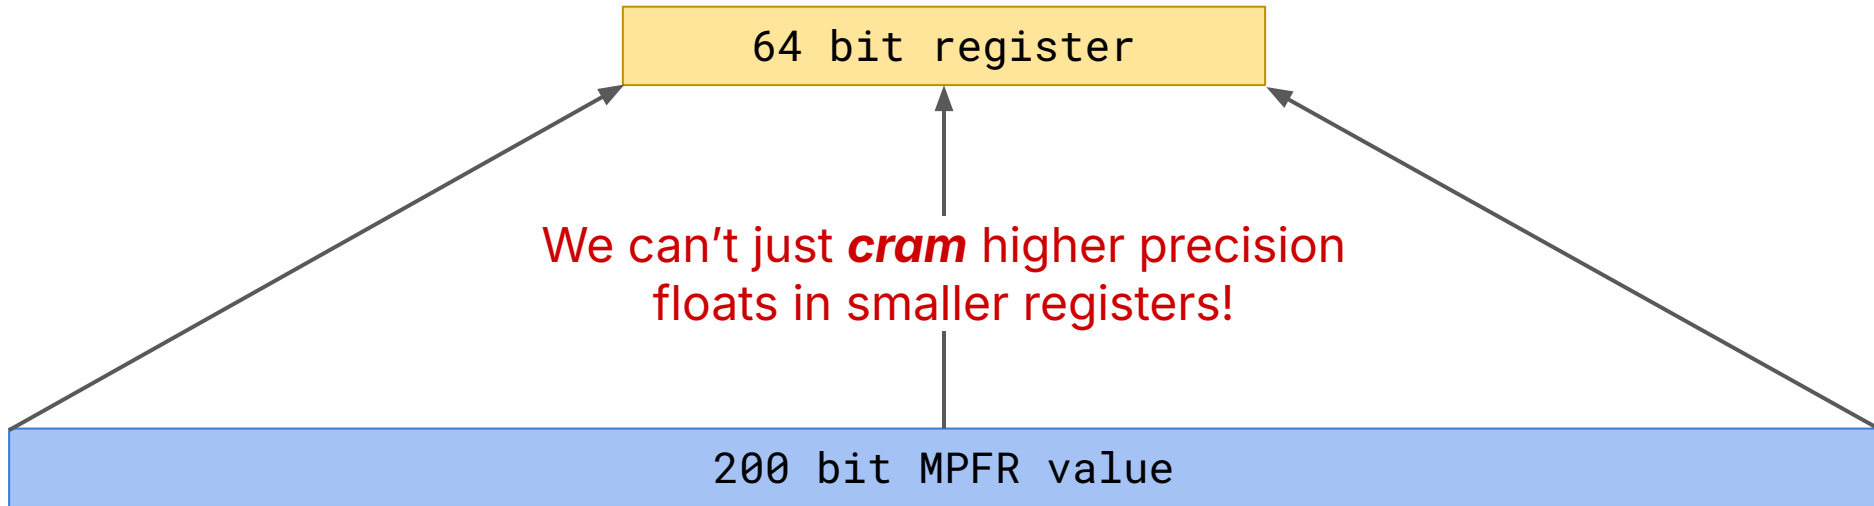 64 bit register
We can’t just cram higher precision
floats in smaller registers!
200 bit MPFR value